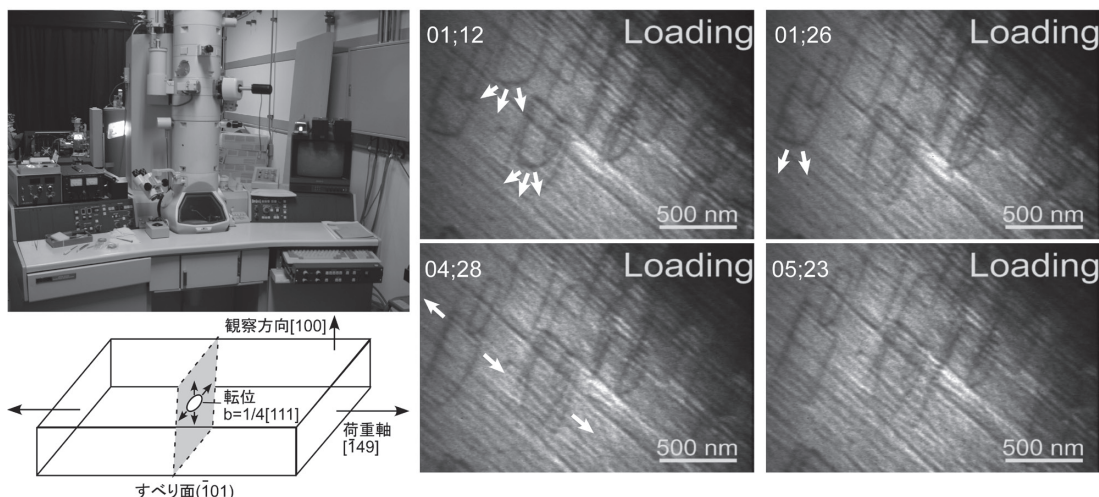 01;12
Loading
500 nm
01;26
Loading
500 nm
04;28
Loading
500 nm
05;23
Loading
500 nm
観察方向[100]
転位
b=1/4[111]
荷重軸
[1̄49]
すべり面(1̄01)